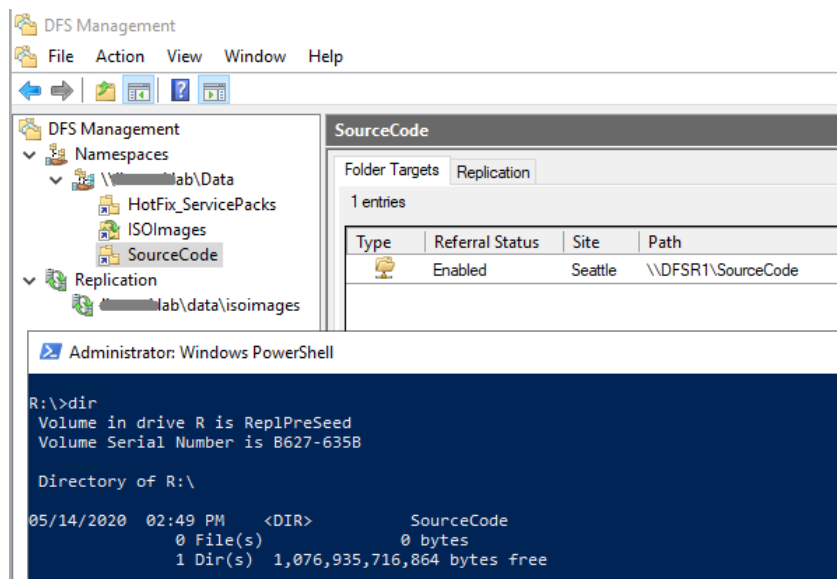 DFS Management
File Action View Window Help
DFS Management
Namespaces
\\ lab\Data
HotFix_ServicePacks
ISOImages
SourceCode
Replication
lab\data\isoimages
SourceCode
Folder Targets Replication
1 entries
Type Referral Status Site Path
Enabled Seattle \\DFSR1\SourceCode
Administrator: Windows PowerShell
R:\>dir
Volume in drive R is ReplPreSeed
Volume Serial Number is B627-635B
Directory of R:\
05/14/2020 02:49 PM <DIR> SourceCode
0 File(s) 0 bytes
1 Dir(s) 1,076,935,716,864 bytes free